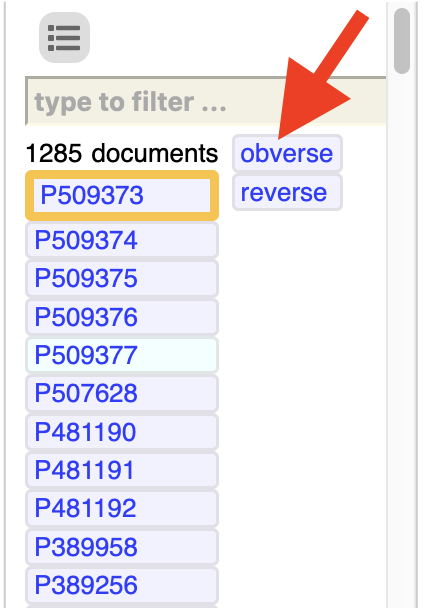 type to filter ...
1285 documents obverse
P509373 reverse
P509374
P509375
P509376
P509377
P507628
P481190
P481191
P481192
P389958
P389256